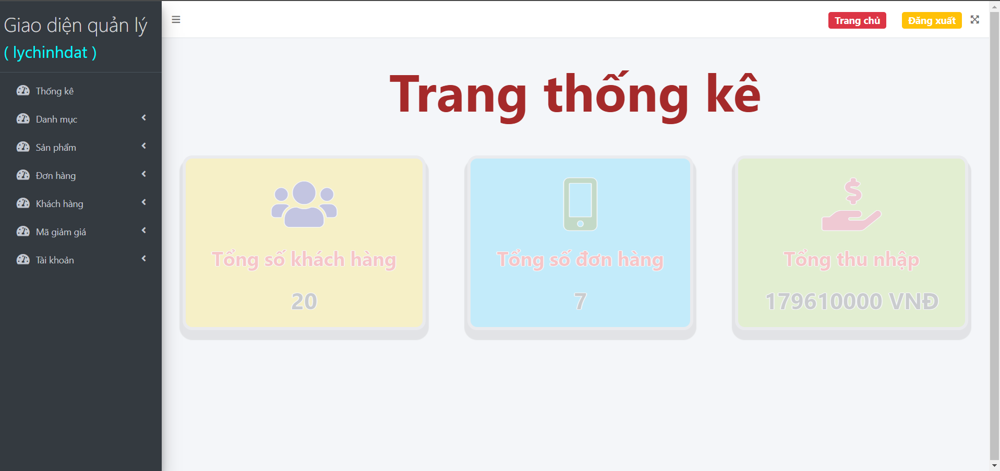 Giao diện quản lý
( lychinhdat )
Thống kê
Danh mục
Sản phẩm
Đơn hàng
Khách hàng
Mã giảm giá
Tài khoản
Trang chủ
Đăng xuất
Trang thống kê
Tổng số khách hàng
20
Tổng số đơn hàng
7
Tổng thu nhập
179610000 VNĐ